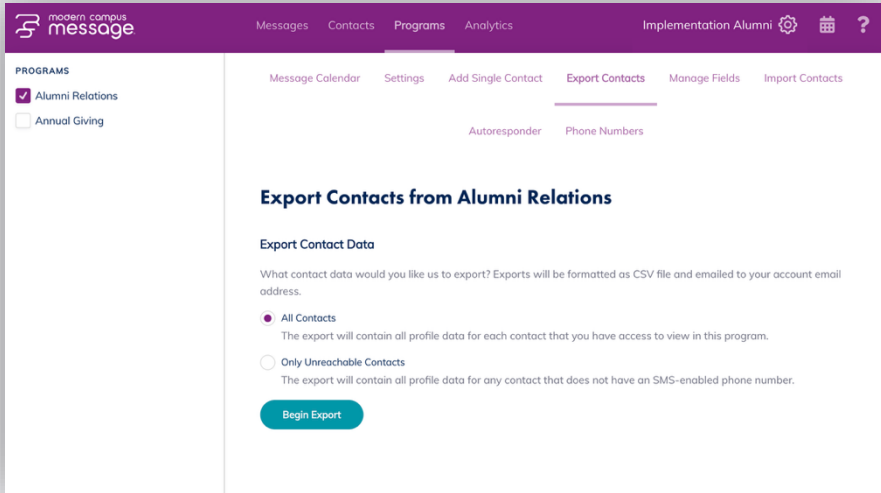 modern campus
message
Messages Contacts Programs Analytics Implementation Alumni ?
PROGRAMS
Alumni Relations
Annual Giving
Message Calendar Settings Add Single Contact Export Contacts Manage Fields Import Contacts
Autoresponder Phone Numbers
Export Contacts from Alumni Relations
Export Contact Data
What contact data would you like us to export? Exports will be formatted as CSV file and emailed to your account email
address.
All Contacts
The export will contain all profile data for each contact that you have access to view in this program.
Only Unreachable Contacts
The export will contain all profile data for any contact that does not have an SMS-enabled phone number.
Begin Export